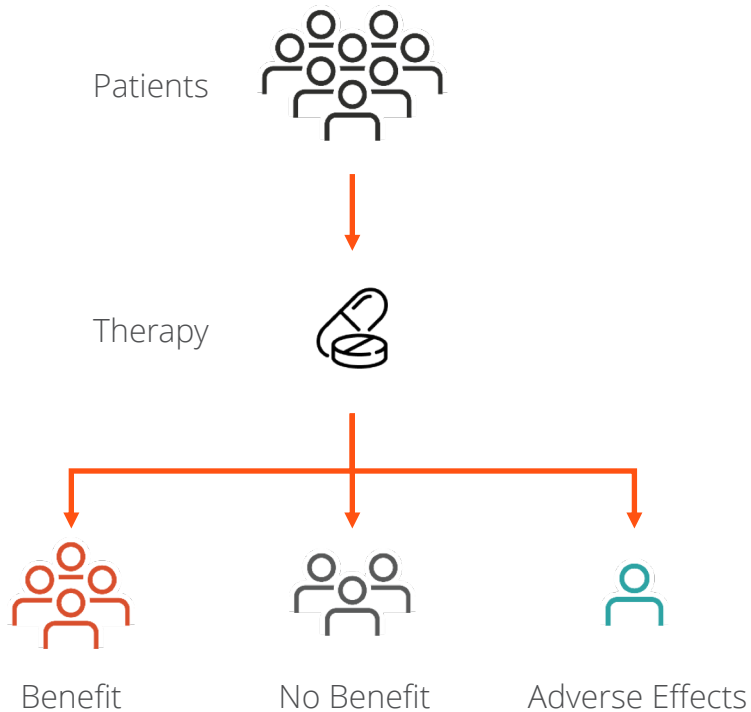 Patients
Therapy
Benefit
No Benefit
Adverse Effects